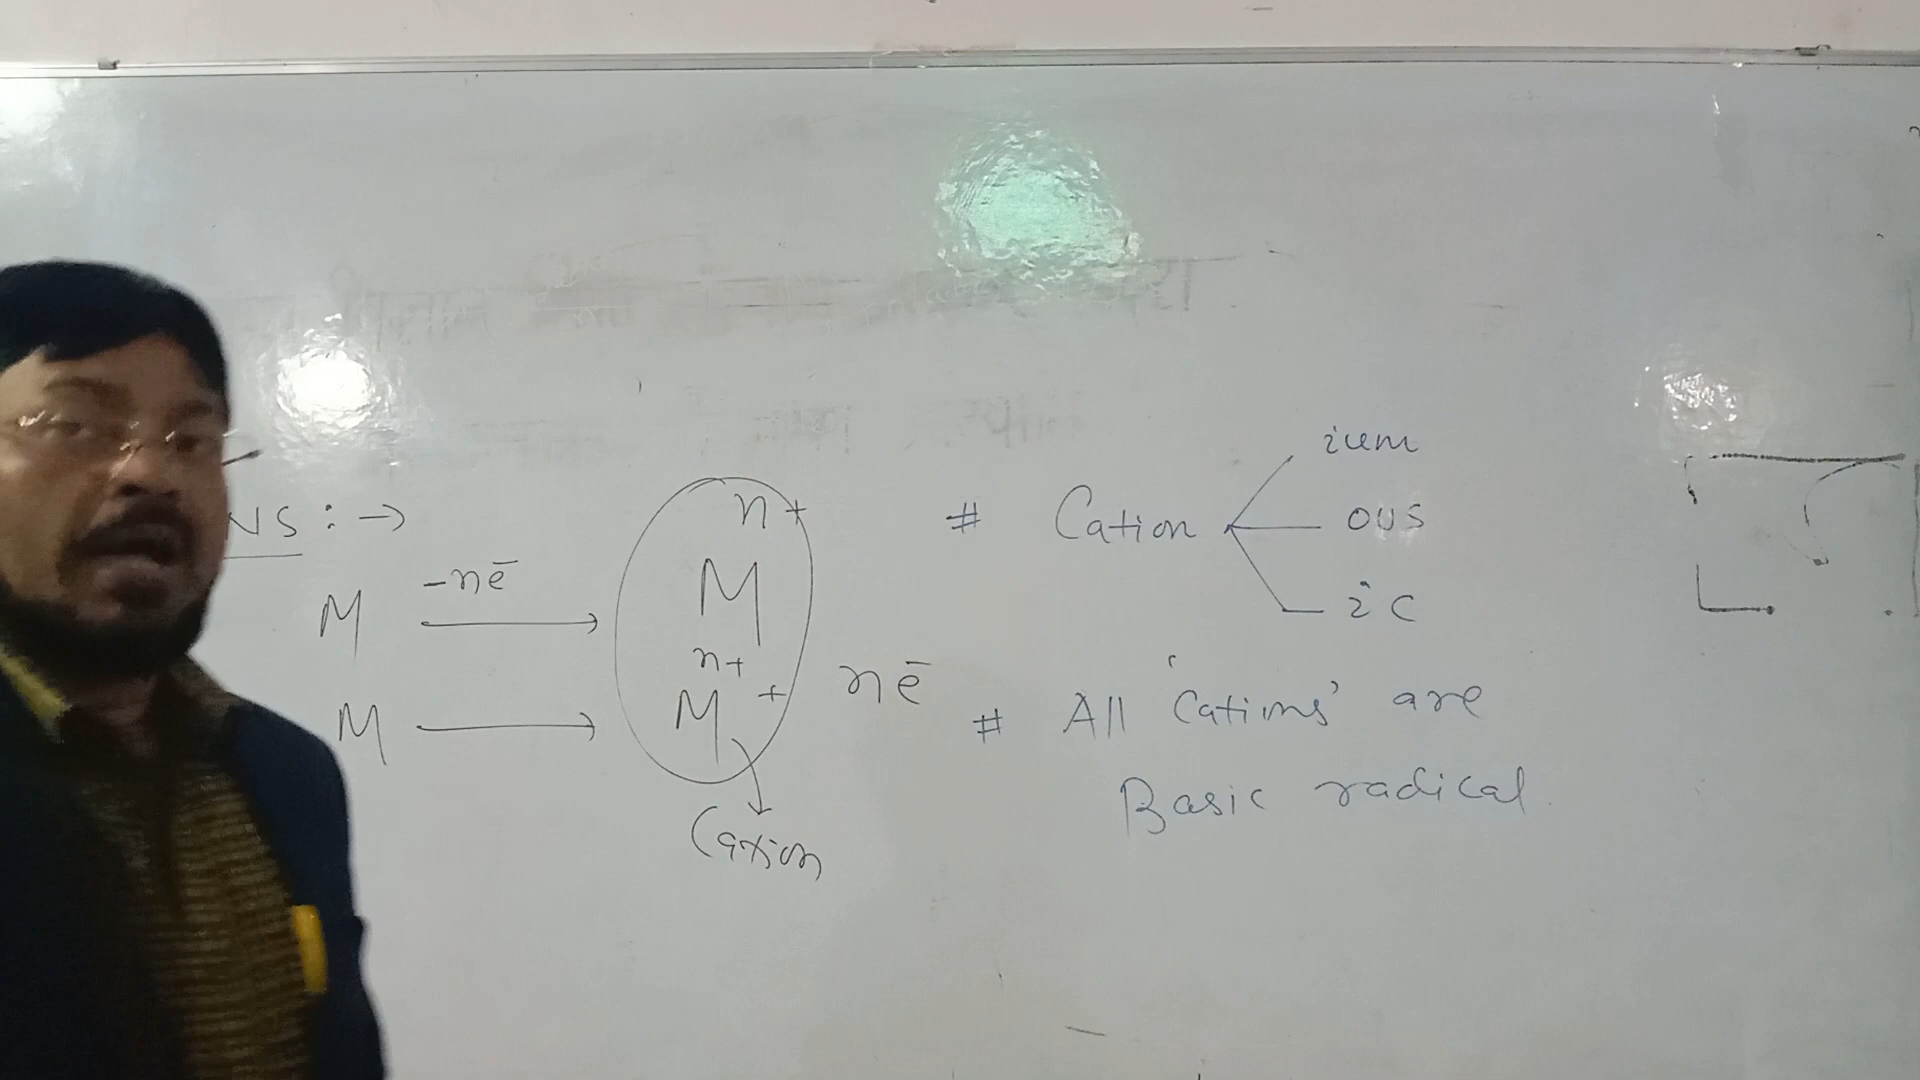 NS : →
M -nē → M n+
M → M n+ + nē
Cation
# Cation ium
ous
ic
# All 'Cations' are
Basic radical